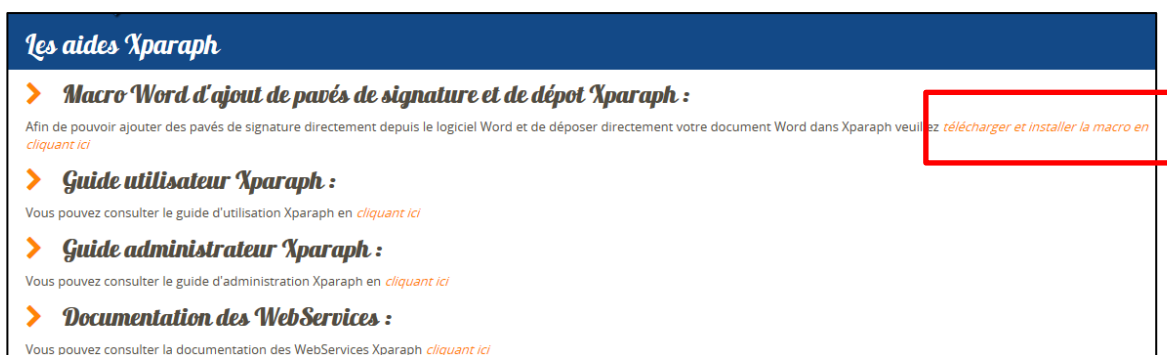 Les aides Xparaph
Macro Word d'ajout de pavés de signature et de dépot Xparaph :
Afin de pouvoir ajouter des pavés de signature directement depuis le logiciel Word et de déposer directement votre document Word dans Xparaph veuillez télécharger et installer la macro en
cliquant ici
Guide utilisateur Xparaph :
Vous pouvez consulter le guide d'utilisation Xparaph en cliquant ici
Guide administrateur Xparaph :
Vous pouvez consulter le guide d'administration Xparaph en cliquant ici
Documentation des WebServices :
Vous pouvez consulter la documentation des WebServices Xparaph cliquant ici